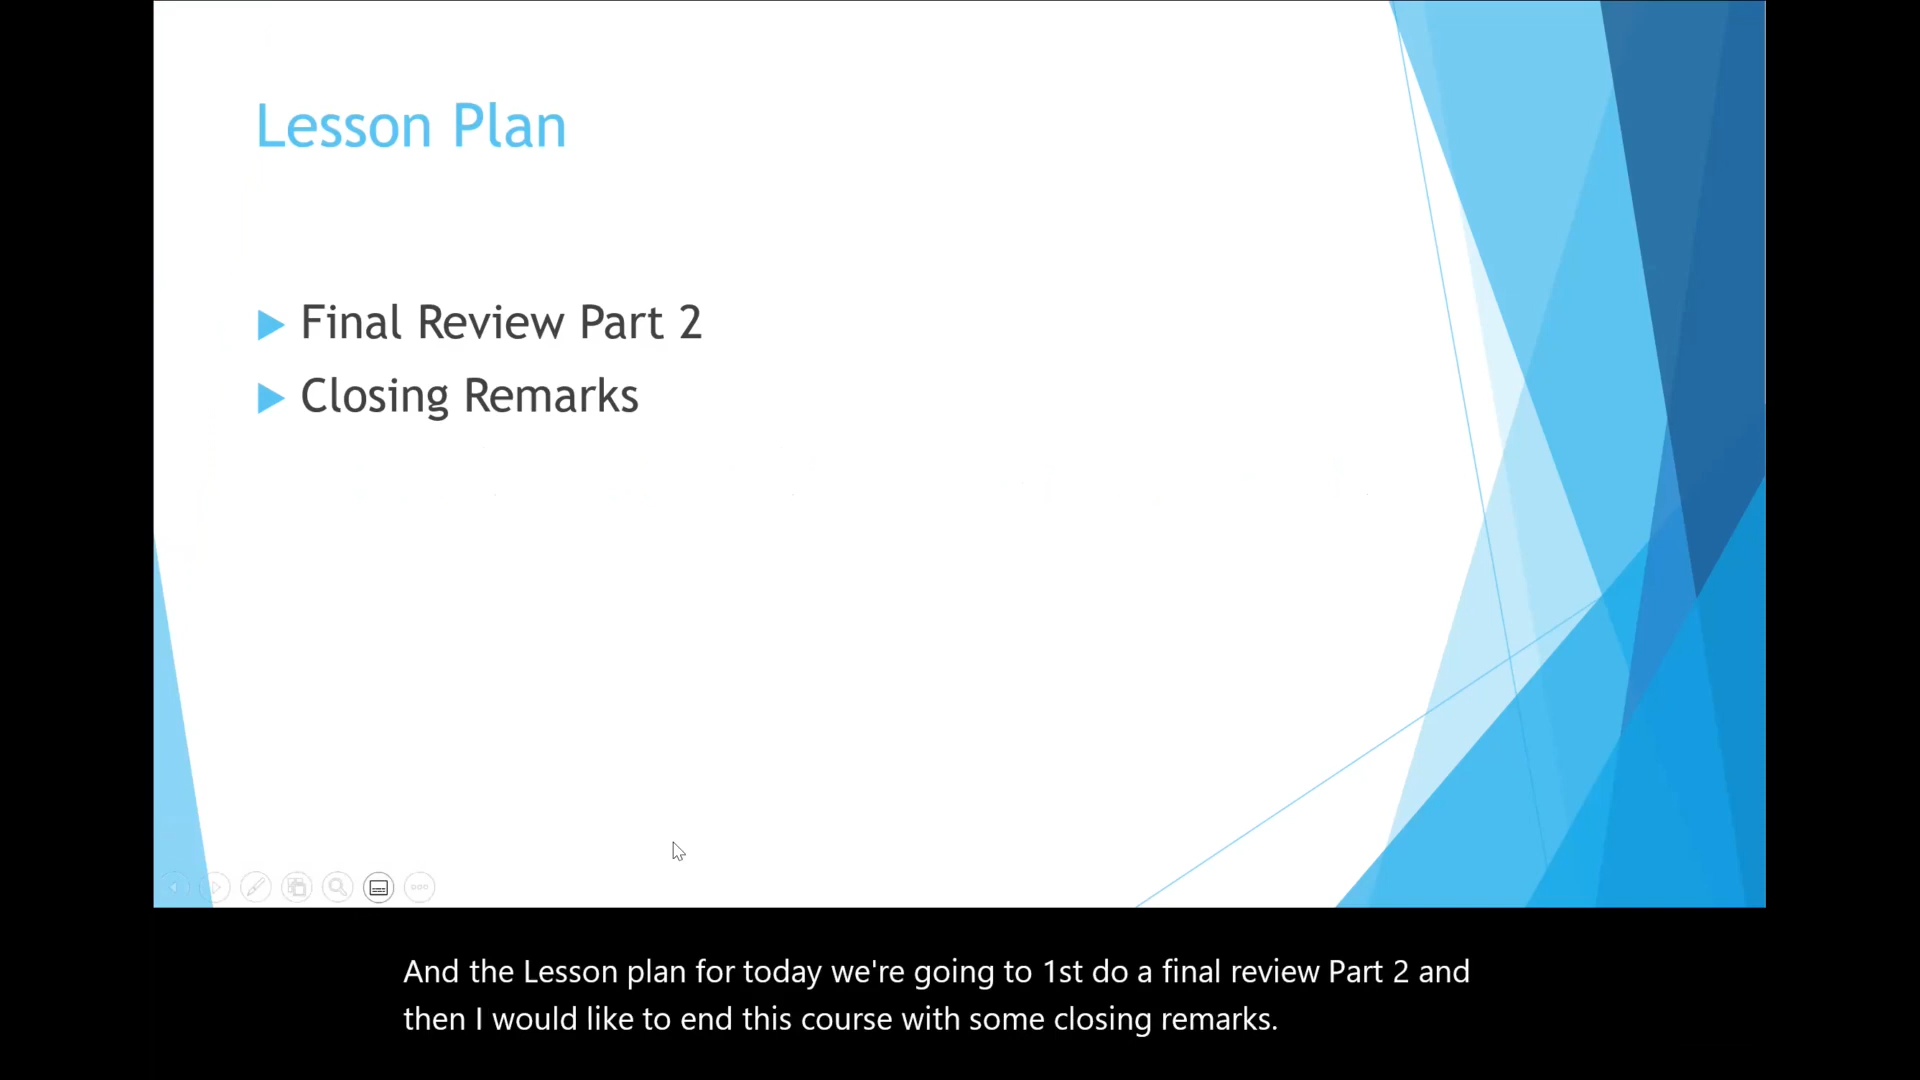 Lesson Plan
Final Review Part 2
Closing Remarks
And the Lesson plan for today we're going to 1st do a final review Part 2 and
then I would like to end this course with some closing remarks.